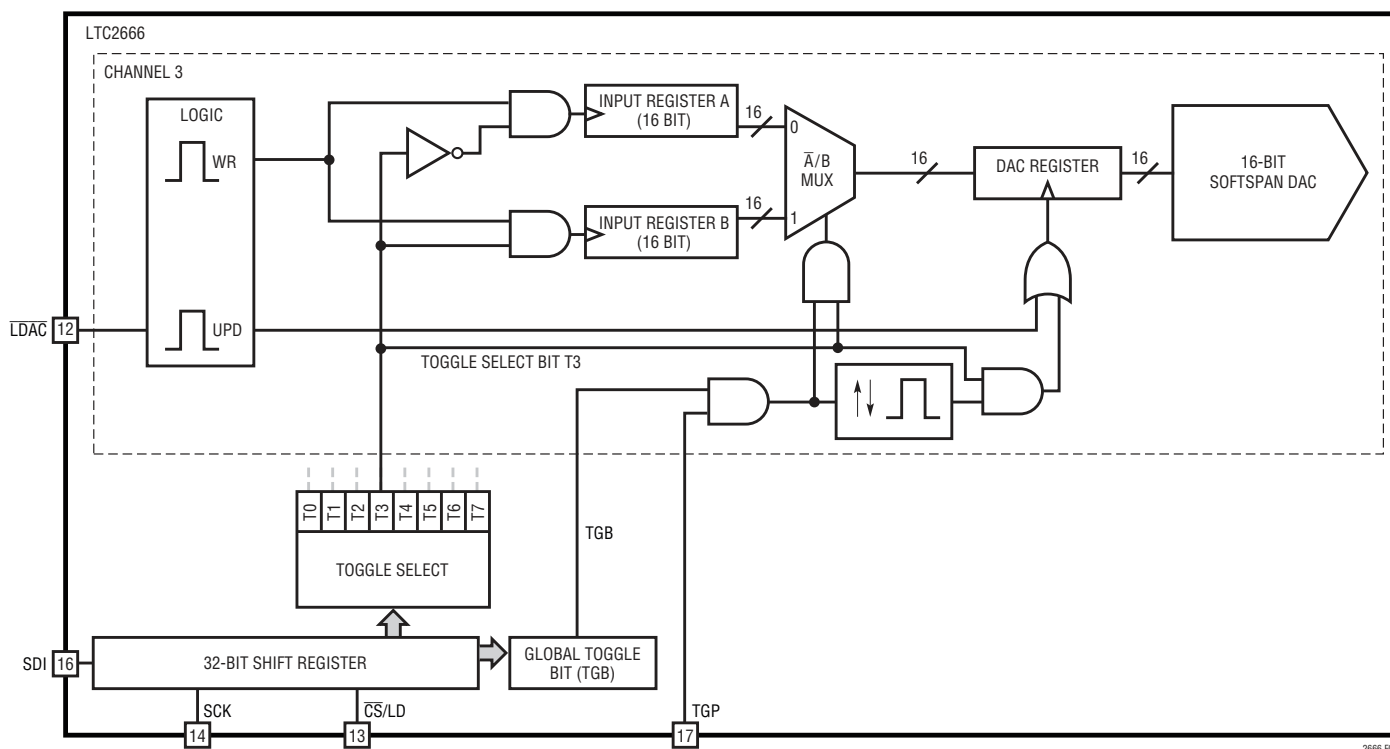 LTC2666
CHANNEL 3
LOGIC
WR
UPD
INPUT REGISTER A
(16 BIT)
16
0
A̅/B
MUX
16
DAC REGISTER
16
16-BIT
SOFTSPAN DAC
INPUT REGISTER B
(16 BIT)
16
1
L̅D̅A̅C̅
12
TOGGLE SELECT BIT T3
T0
T1
T2
T3
T4
T5
T6
T7
TOGGLE SELECT
TGB
SDI
16
32-BIT SHIFT REGISTER
GLOBAL TOGGLE
BIT (TGB)
SCK
C̅S̅/LD
TGP
14
13
17